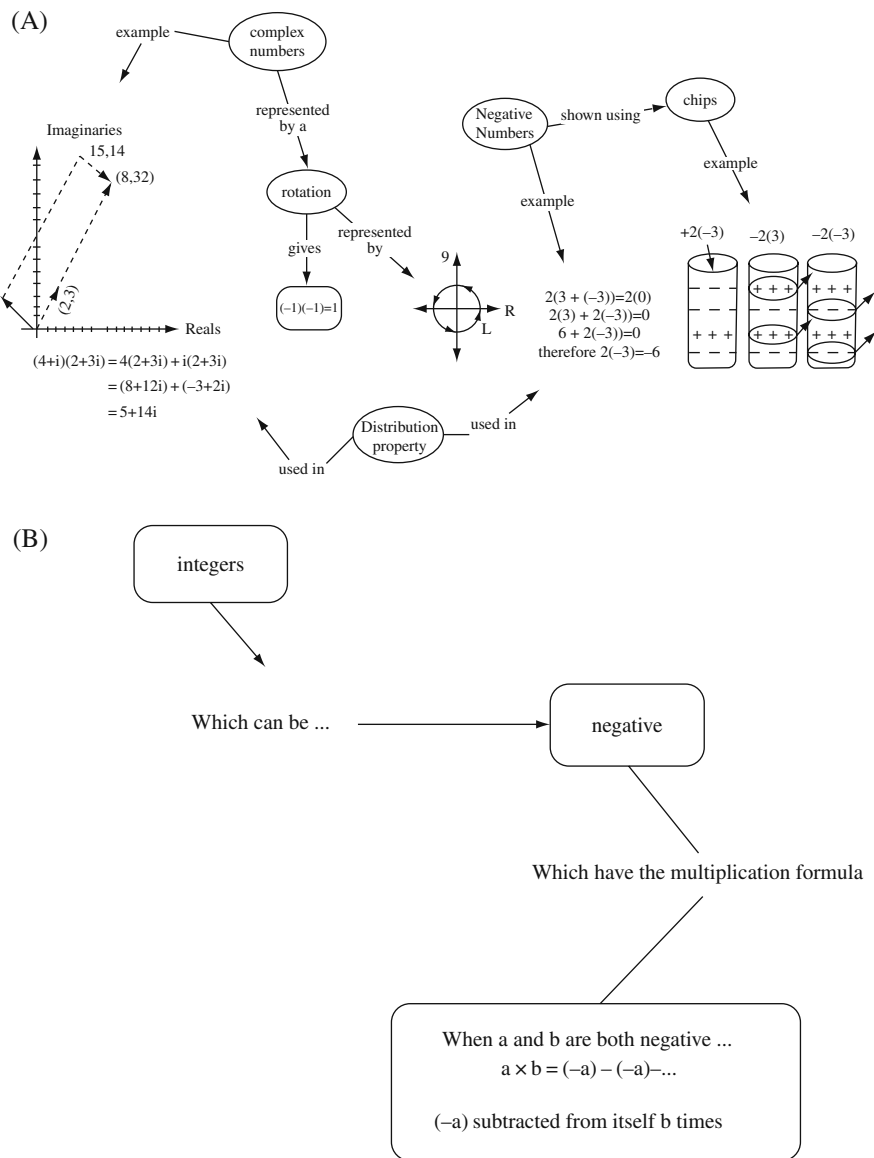 (A)
example
complex
numbers
represented
by a
rotation
gives
(−1)(−1)=1
represented
by
9
R
L
Imaginaries
15,14
(8,32)
(2,3)
Reals
(4+i)(2+3i) = 4(2+3i) + i(2+3i)
= (8+12i) + (−3+2i)
= 5+14i
Negative
Numbers
shown using
chips
example
example
2(3 + (−3))=2(0)
2(3) + 2(−3))=0
6 + 2(−3))=0
therefore 2(−3)=−6
+2(−3) −2(3) −2(−3)
− − − + + + + + +
− − − − − − − − −
+ + + + + + + + +
− − − − − − − − −
Distribution
property
used in
used in
(B)
integers
Which can be ...
negative
Which have the multiplication formula
When a and b are both negative ...
a × b = (−a) − (−a)−...
(−a) subtracted from itself b times